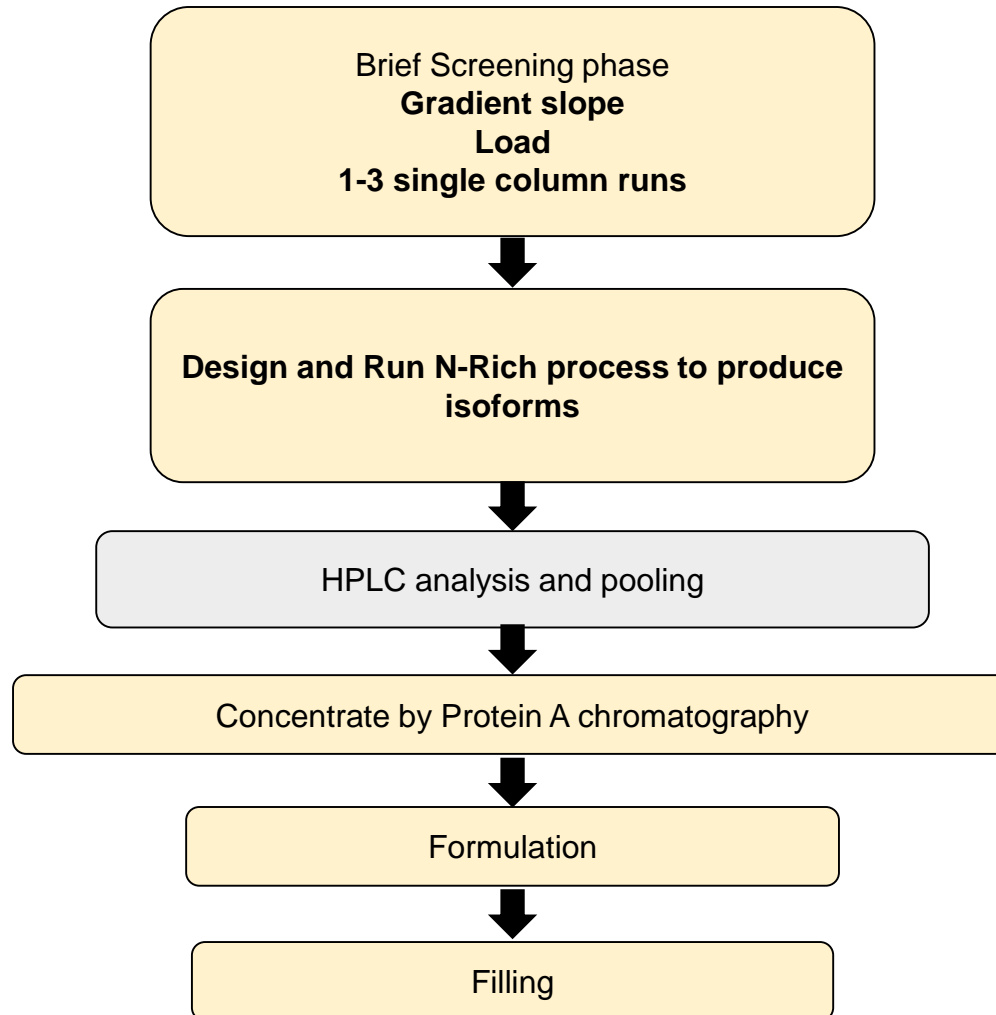 Brief Screening phase
Gradient slope
Load
1-3 single column runs
Design and Run N-Rich process to produce
isoforms
HPLC analysis and pooling
Concentrate by Protein A chromatography
Formulation
Filling